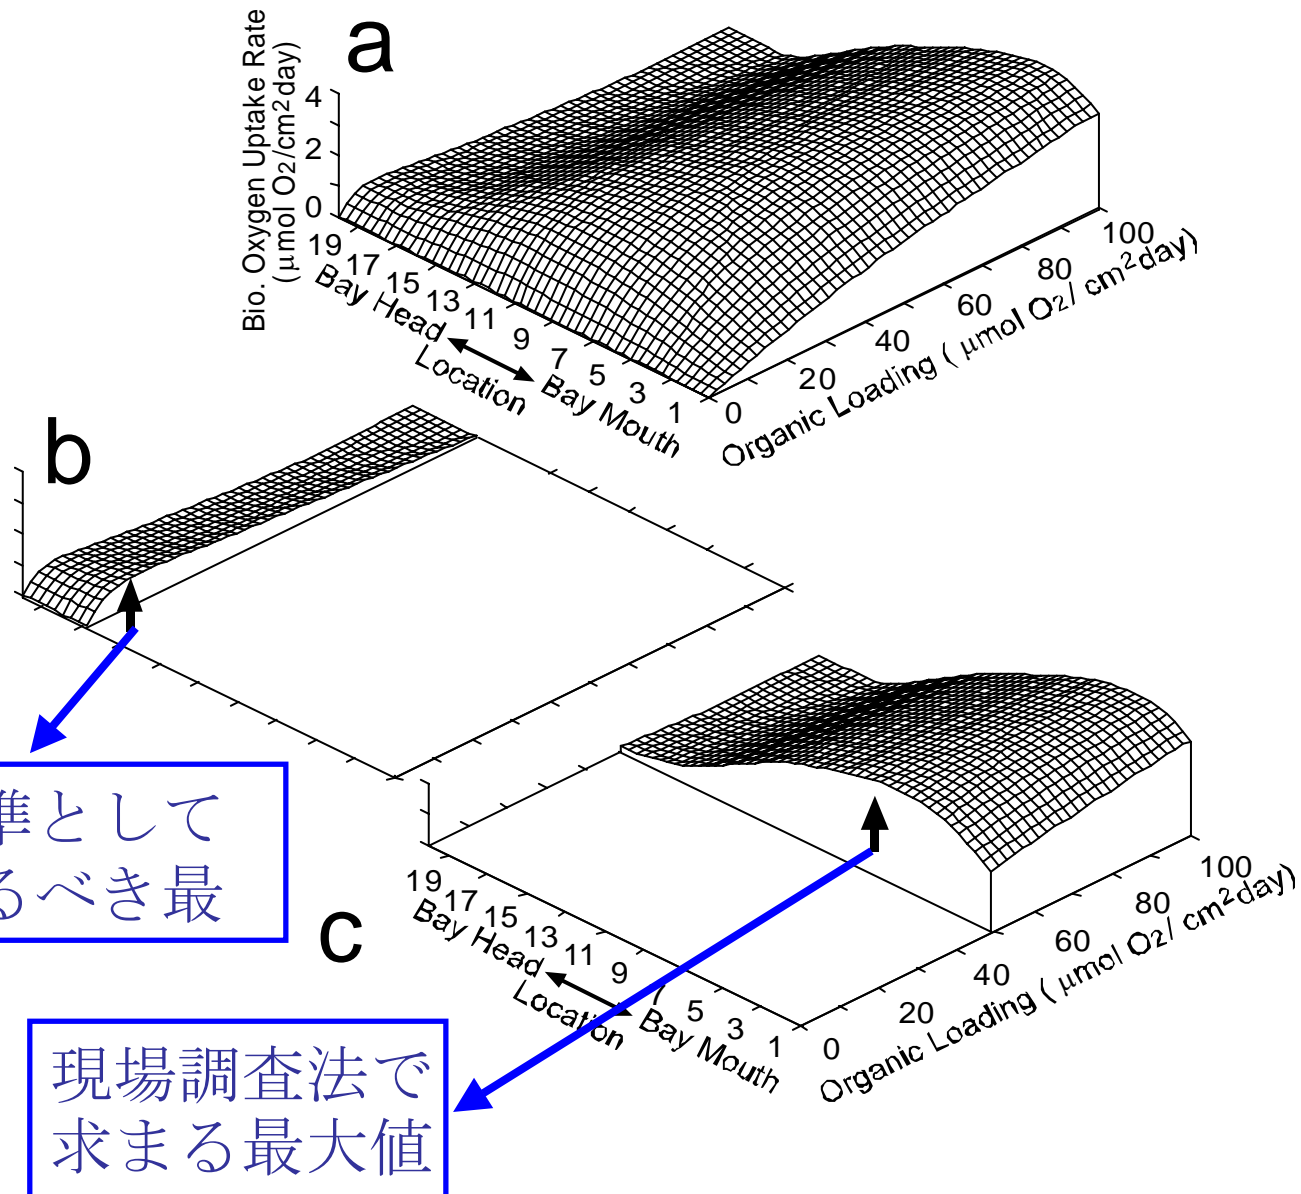 a
Bio. Oxygen Uptake Rate
(μmol O2/cm2day)
4
2
0
19 17 15 13 11 9 7 5 3 1
Bay Head
Location
Bay Mouth
0 20 40 60 80 100
Organic Loading ( μmol O2/ cm2day)
b
準として
るべき最
c
19 17 15 13 11 9 7 5 3 1
Bay Head
Location
Bay Mouth
0 20 40 60 80 100
Organic Loading ( μmol O2/ cm2day)
現場調査法で
求まる最大値